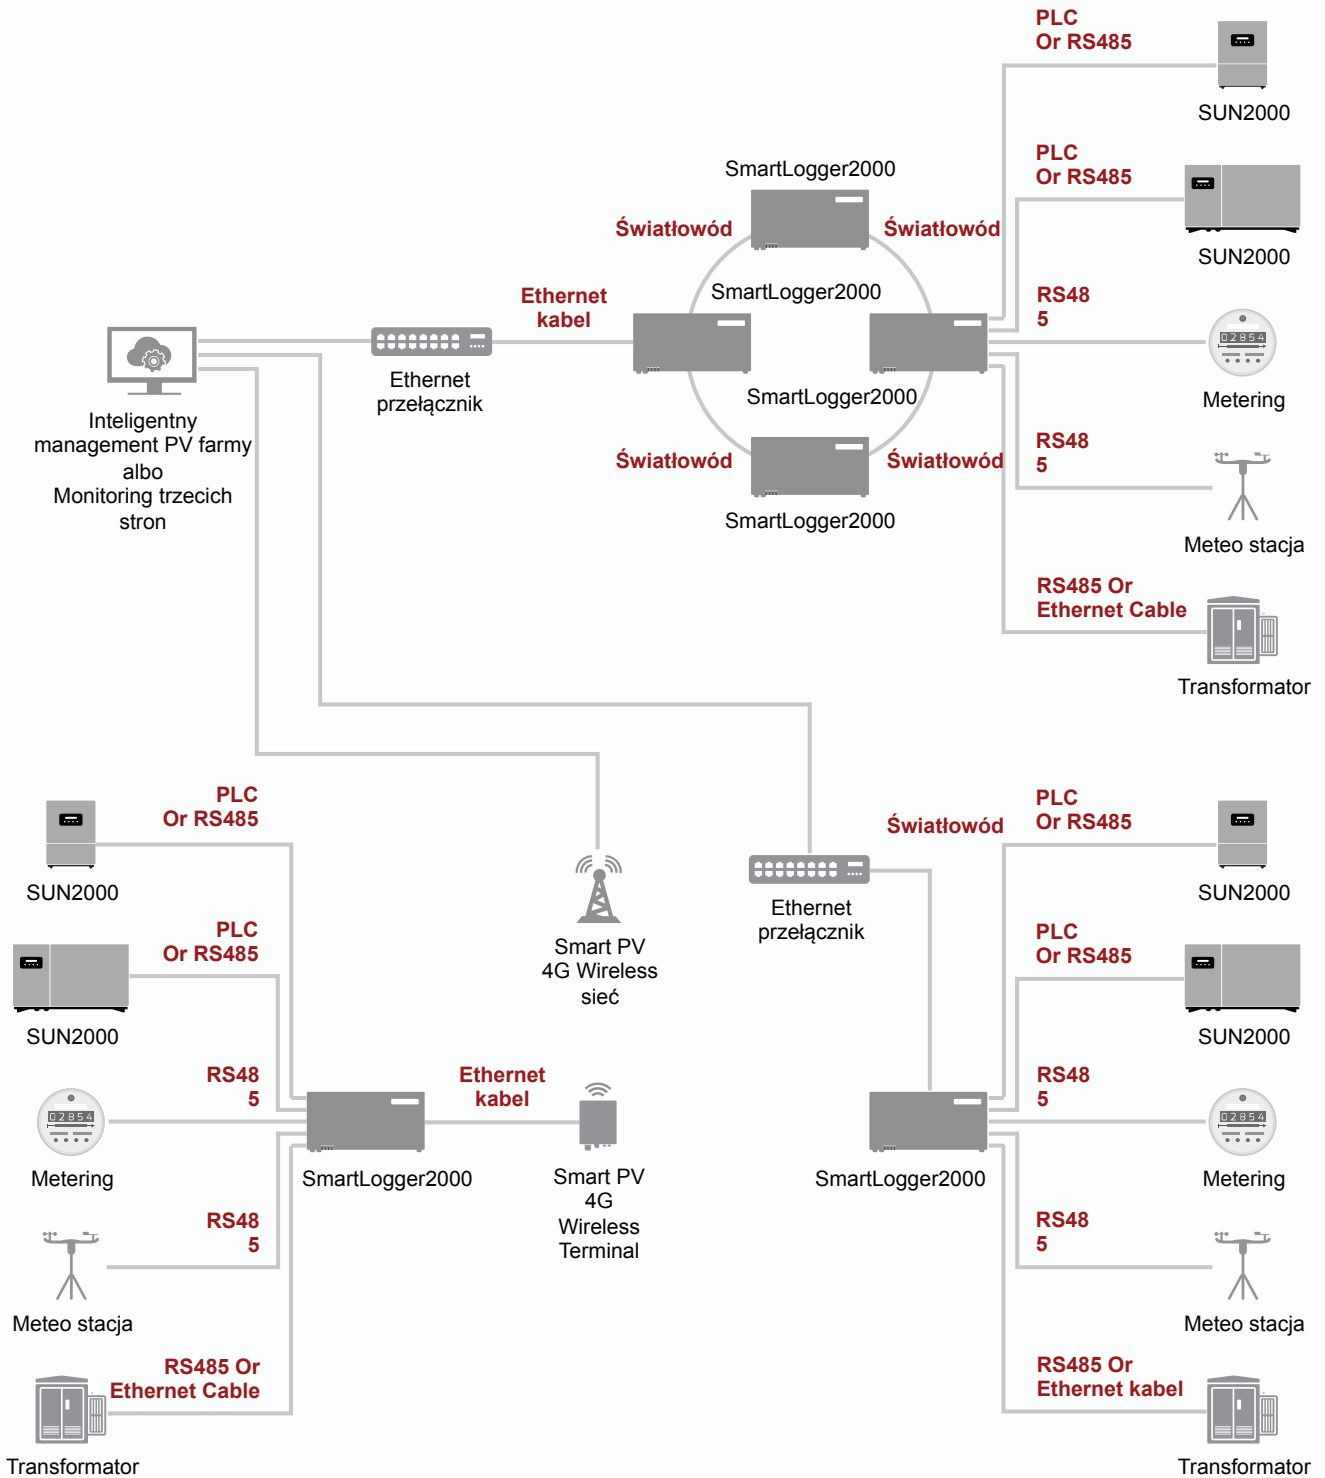 PLC
Or RS485
SUN2000
PLC
Or RS485
SUN2000
SmartLogger2000
Światłowód
Światłowód
SmartLogger2000
Ethernet
kabel
RS48
5
02854
Metering
Ethernet
przełącznik
SmartLogger2000
Inteligentny
management PV farmy
albo
Monitoring trzecich
stron
Światłowód
Światłowód
SmartLogger2000
RS48
5
Meteo stacja
RS485 Or
Ethernet Cable
Transformator
PLC
Or RS485
SUN2000
PLC
Or RS485
SUN2000
RS48
5
02854
Metering
SmartLogger2000
Ethernet
kabel
RS48
5
Meteo stacja
RS485 Or
Ethernet Cable
Transformator
Smart PV
4G Wireless
sieć
Smart PV
4G
Wireless
Terminal
Światłowód
Ethernet
przełącznik
SmartLogger2000
PLC
Or RS485
SUN2000
PLC
Or RS485
SUN2000
RS48
5
02854
Metering
RS48
5
Meteo stacja
RS485 Or
Ethernet kabel
Transformator